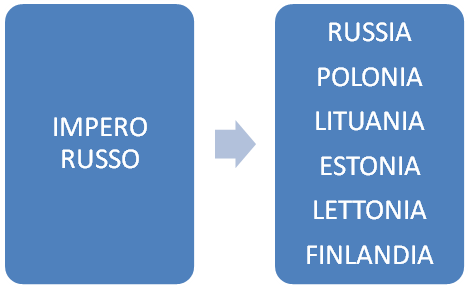 IMPERO
RUSSO
RUSSIA
POLONIA
LITUANIA
ESTONIA
LETTONIA
FINLANDIA